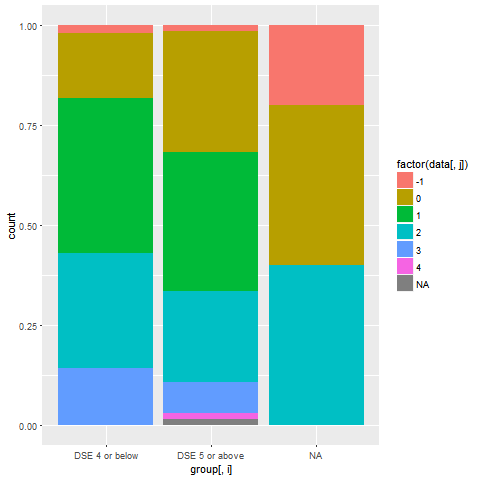 1.00
0.75
0.50
0.25
0.00
count
DSE 4 or below
DSE 5 or above
NA
group[, i]
factor(data[, j])
-1
0
1
2
3
4
NA